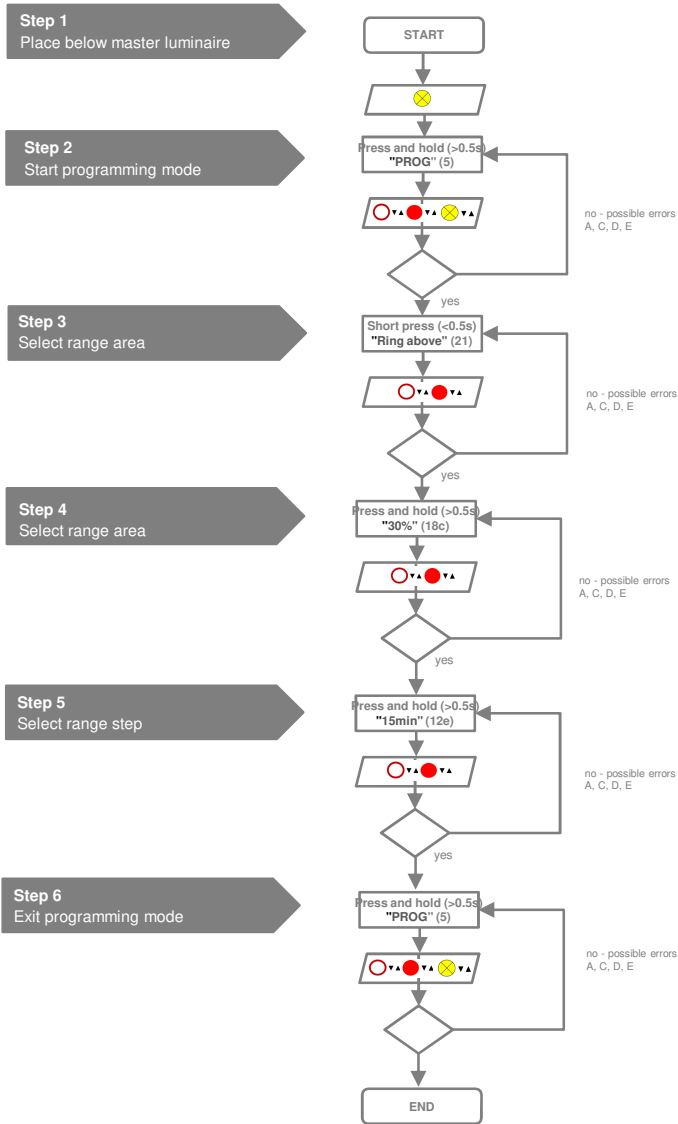 Step 1
Place below master luminaire
START
Step 2
Start programming mode
Press and hold (>0.5s)
"PROG" (5)
no - possible errors
A, C, D, E
yes
Step 3
Select range area
Short press (<0.5s)
"Ring above" (21)
no - possible errors
A, C, D, E
yes
Step 4
Select range area
Press and hold (>0.5s)
"30%" (18c)
no - possible errors
A, C, D, E
yes
Step 5
Select range step
Press and hold (>0.5s)
"15min" (12e)
no - possible errors
A, C, D, E
yes
Step 6
Exit programming mode
Press and hold (>0.5s)
"PROG" (5)
no - possible errors
A, C, D, E
END